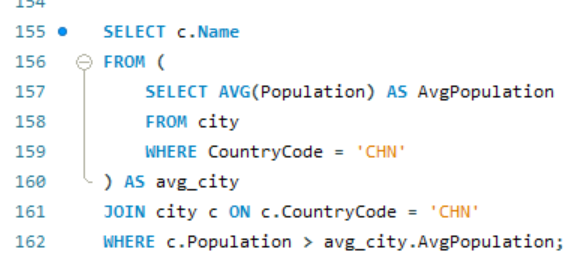 154
155 SELECT c.Name
156 FROM (
157 SELECT AVG(Population) AS AvgPopulation
158 FROM city
159 WHERE CountryCode = 'CHN'
160 ) AS avg_city
161 JOIN city c ON c.CountryCode = 'CHN'
162 WHERE c.Population > avg_city.AvgPopulation;